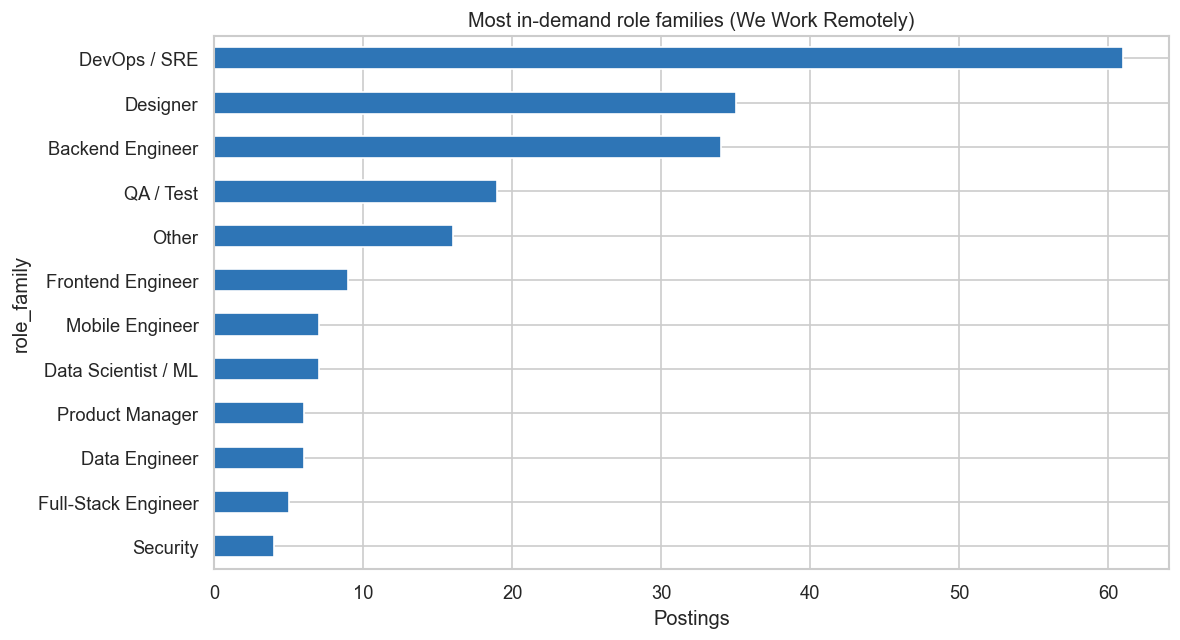 Most in-demand role families (We Work Remotely)
DevOps / SRE
Designer
Backend Engineer
QA / Test
Other
Frontend Engineer
Mobile Engineer
Data Scientist / ML
Product Manager
Data Engineer
Full-Stack Engineer
Security
role_family
0 10 20 30 40 50 60
Postings